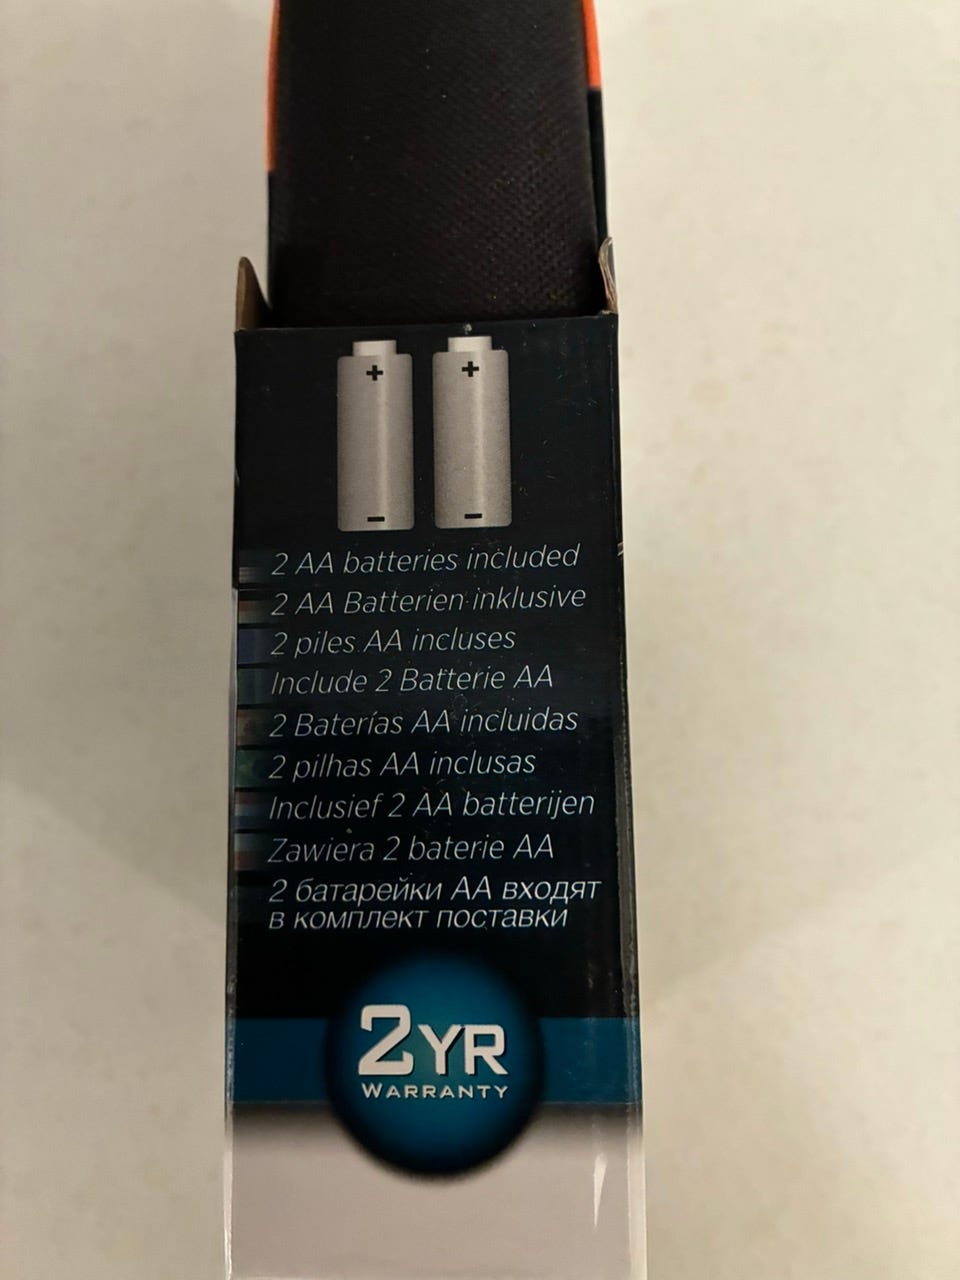 + +
- -
2 AA batteries included
2 AA Batterien inklusive
2 piles AA incluses
Include 2 Batterie AA
2 Baterías AA incluidas
2 pilhas AA inclusas
Inclusief 2 AA batterijen
Zawiera 2 baterie AA
2 батарейки АА входят
в комплект поставки
2YR
WARRANTY